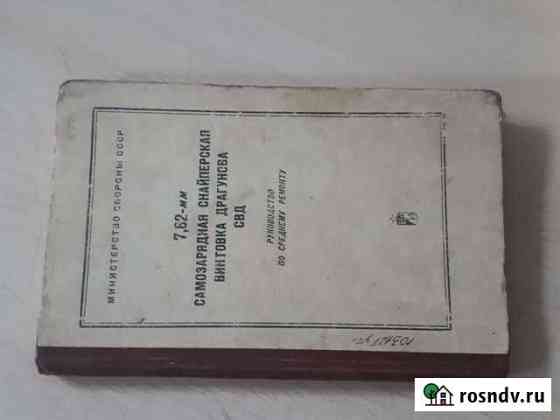 МИНИСТЕРСТВО ОБОРОНЫ СССР
7,62-мм
САМОЗАРЯДНАЯ СНАЙПЕРСКАЯ
ВИНТОВКА ДРАГУНОВА
СВД
РУКОВОДСТВО
ПО СРЕДНЕМУ РЕМОНТУ
rosndv.ru